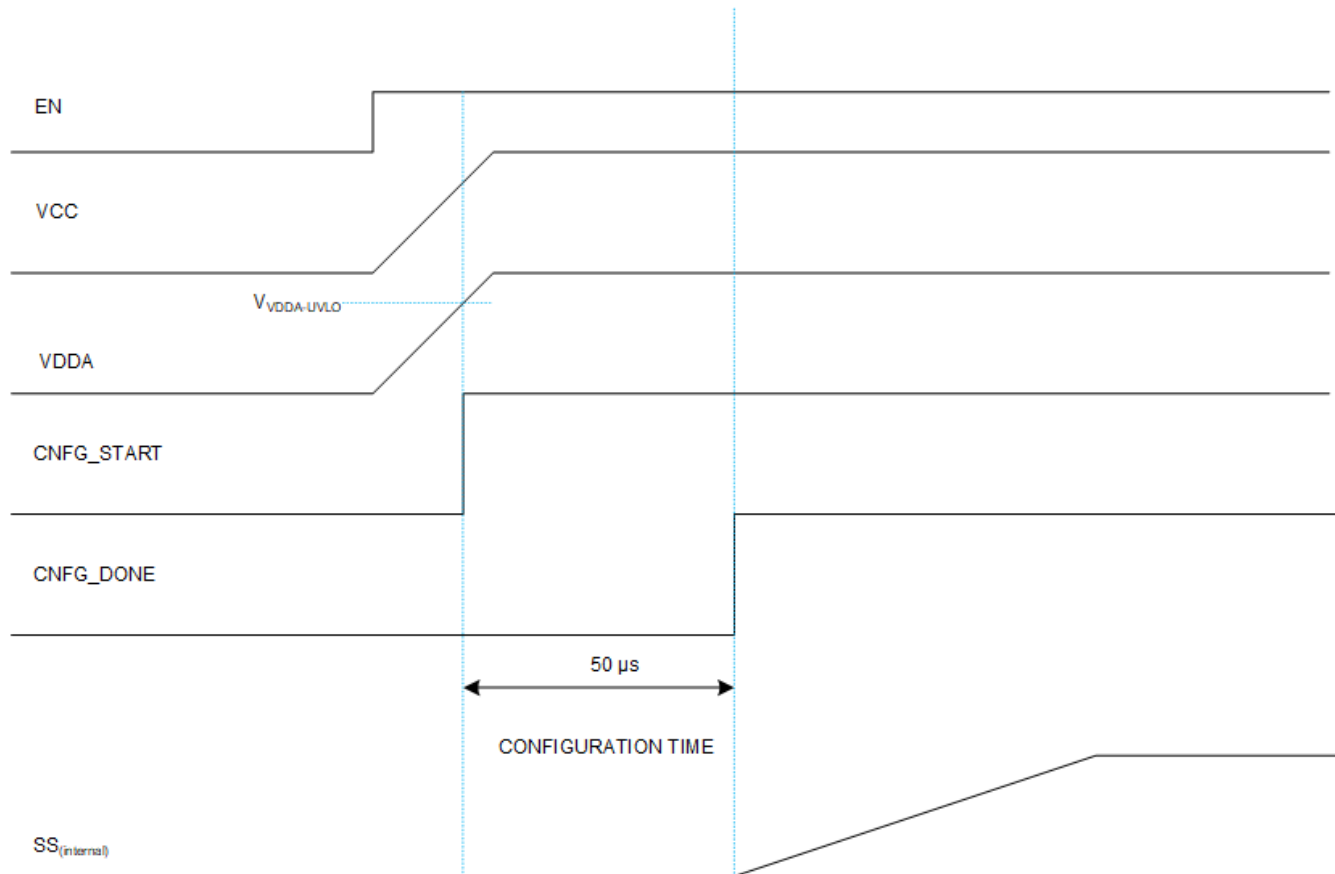 EN
VCC
VVDDA-UVLO
VDDA
CNFG_START
CNFG_DONE
50 µs
CONFIGURATION TIME
SS(internal)